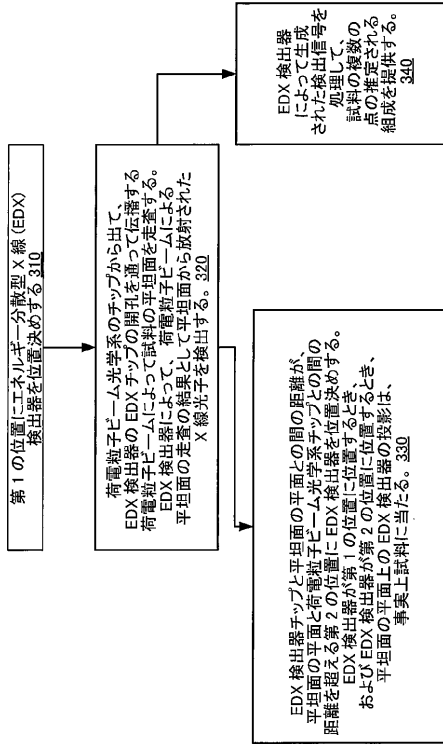 第1の位置にエネルギー分散型X線(EDX)
検出器を位置決めする 310
荷電粒子ビーム光学系のチップから出て、
EDX検出器のEDXチップの開孔を通って伝播する
荷電粒子ビームによって試料の平坦面を走査する。
EDX検出器によって、荷電粒子ビームによる
平坦面の走査の結果として平坦面から放射された
X線光子を検出する。320
EDX検出器チップと平坦面の平面との間の距離が、
平坦面の平面と荷電粒子ビーム光学系チップとの間の
距離を超える第2の位置にEDX検出器を位置決めする。
EDX検出器が第1の位置に位置するとき、
およびEDX検出器が第2の位置に位置するとき、
平坦面の平面上のEDX検出器の投影は、
事実上試料に当たる。330
EDX検出器
によって生成
された検出信号を
処理して、
試料の複数の
点の推定される
組成を提供する。
340